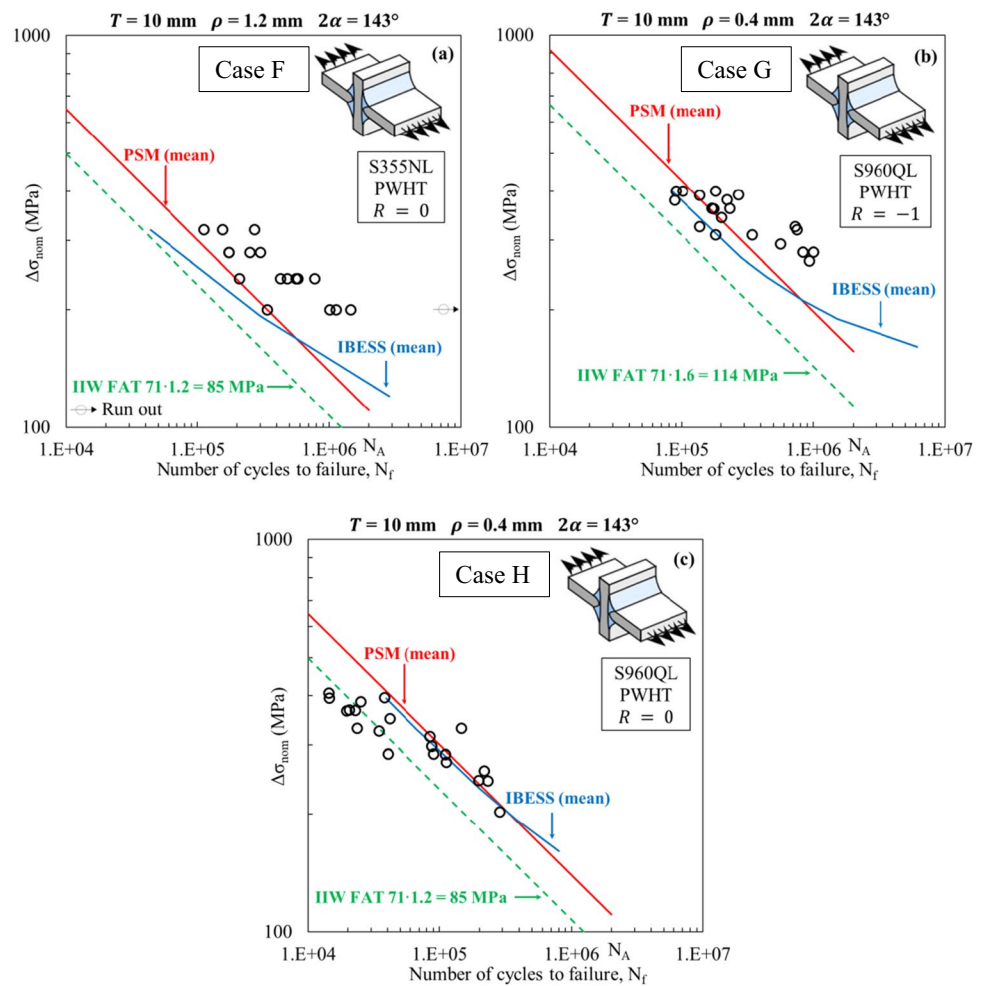 T = 10 mm ρ = 1.2 mm 2α = 143°
1000
(a)
Case F
PSM (mean)
S355NL
PWHT
R = 0
Δσnom (MPa)
IBESS (mean)
IIW FAT 71·1.2 = 85 MPa
Run out
100
1.E+04 1.E+05 1.E+06 NA 1.E+07
Number of cycles to failure, Nf
T = 10 mm ρ = 0.4 mm 2α = 143°
1000
(b)
Case G
PSM (mean)
S960QL
PWHT
R = −1
Δσnom (MPa)
IBESS (mean)
IIW FAT 71·1.6 = 114 MPa
100
1.E+04 1.E+05 1.E+06 NA 1.E+07
Number of cycles to failure, Nf
T = 10 mm ρ = 0.4 mm 2α = 143°
1000
(c)
Case H
PSM (mean)
S960QL
PWHT
R = 0
Δσnom (MPa)
IBESS (mean)
IIW FAT 71·1.2 = 85 MPa
100
1.E+04 1.E+05 1.E+06 NA 1.E+07
Number of cycles to failure, Nf